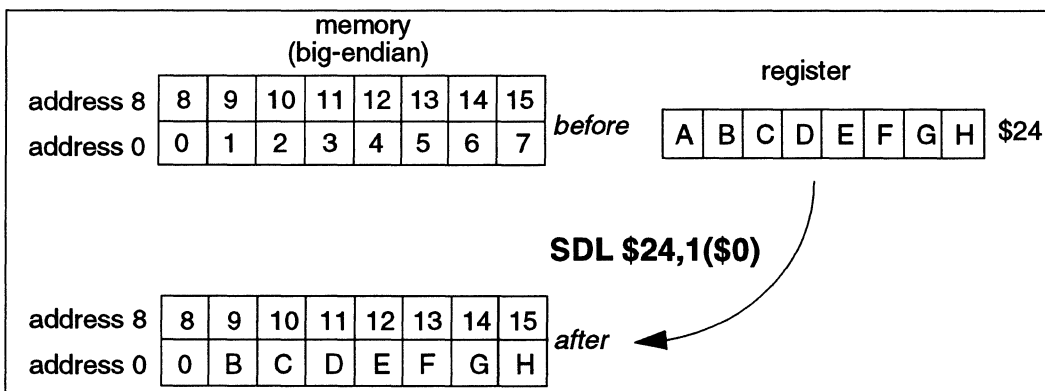 memory
(big-endian)
register
address 8 8 9 10 11 12 13 14 15
address 0 0 1 2 3 4 5 6 7
before
A B C D E F G H $24
SDL $24,1($0)
address 8 8 9 10 11 12 13 14 15
address 0 0 B C D E F G H
after